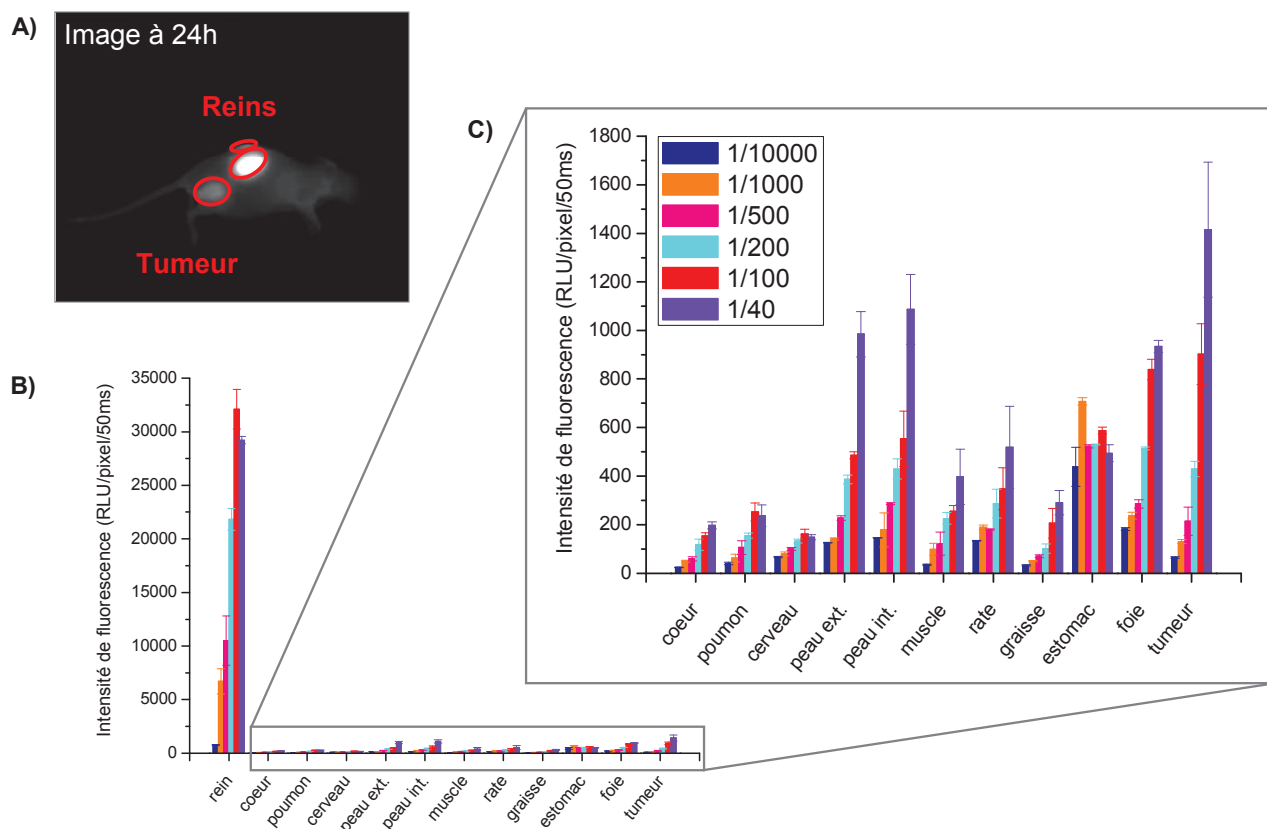 A)
Image à 24h
Reins
Tumeur
B)
Intensité de fluorescence (RLU/pixel/50ms)
35000
30000
25000
20000
15000
10000
5000
0
rein
coeur
poumon
cerveau
peau ext.
peau int.
muscle
rate
graisse
estomac
foie
tumeur
C)
Intensité de fluorescence (RLU/pixel/50ms)
1800
1600
1400
1200
1000
800
600
400
200
0
1/10000
1/1000
1/500
1/200
1/100
1/40
coeur
poumon
cerveau
peau ext.
peau int.
muscle
rate
graisse
estomac
foie
tumeur